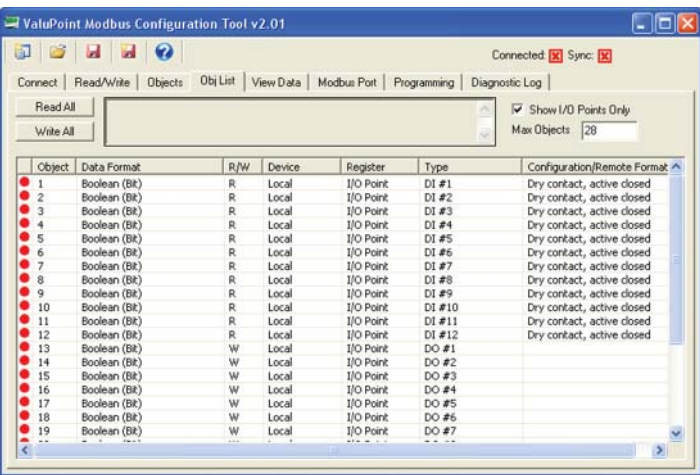 ValuPoint Modbus Configuration Tool v2.01
Connected: Sync:
Connect Read/Write Objects Obj List View Data Modbus Port Programming Diagnostic Log
Read All
Show I/O Points Only
Write All
Max Objects 28
Object Data Format R/W Device Register Type Configuration/Remote Format
1 Boolean (Bit) R Local I/O Point DI #1 Dry contact, active closed
2 Boolean (Bit) R Local I/O Point DI #2 Dry contact, active closed
3 Boolean (Bit) R Local I/O Point DI #3 Dry contact, active closed
4 Boolean (Bit) R Local I/O Point DI #4 Dry contact, active closed
5 Boolean (Bit) R Local I/O Point DI #5 Dry contact, active closed
6 Boolean (Bit) R Local I/O Point DI #6 Dry contact, active closed
7 Boolean (Bit) R Local I/O Point DI #7 Dry contact, active closed
8 Boolean (Bit) R Local I/O Point DI #8 Dry contact, active closed
9 Boolean (Bit) R Local I/O Point DI #9 Dry contact, active closed
10 Boolean (Bit) R Local I/O Point DI #10 Dry contact, active closed
11 Boolean (Bit) R Local I/O Point DI #11 Dry contact, active closed
12 Boolean (Bit) R Local I/O Point DI #12 Dry contact, active closed
13 Boolean (Bit) W Local I/O Point DO #1
14 Boolean (Bit) W Local I/O Point DO #2
15 Boolean (Bit) W Local I/O Point DO #3
16 Boolean (Bit) W Local I/O Point DO #4
17 Boolean (Bit) W Local I/O Point DO #5
18 Boolean (Bit) W Local I/O Point DO #6
19 Boolean (Bit) W Local I/O Point DO #7